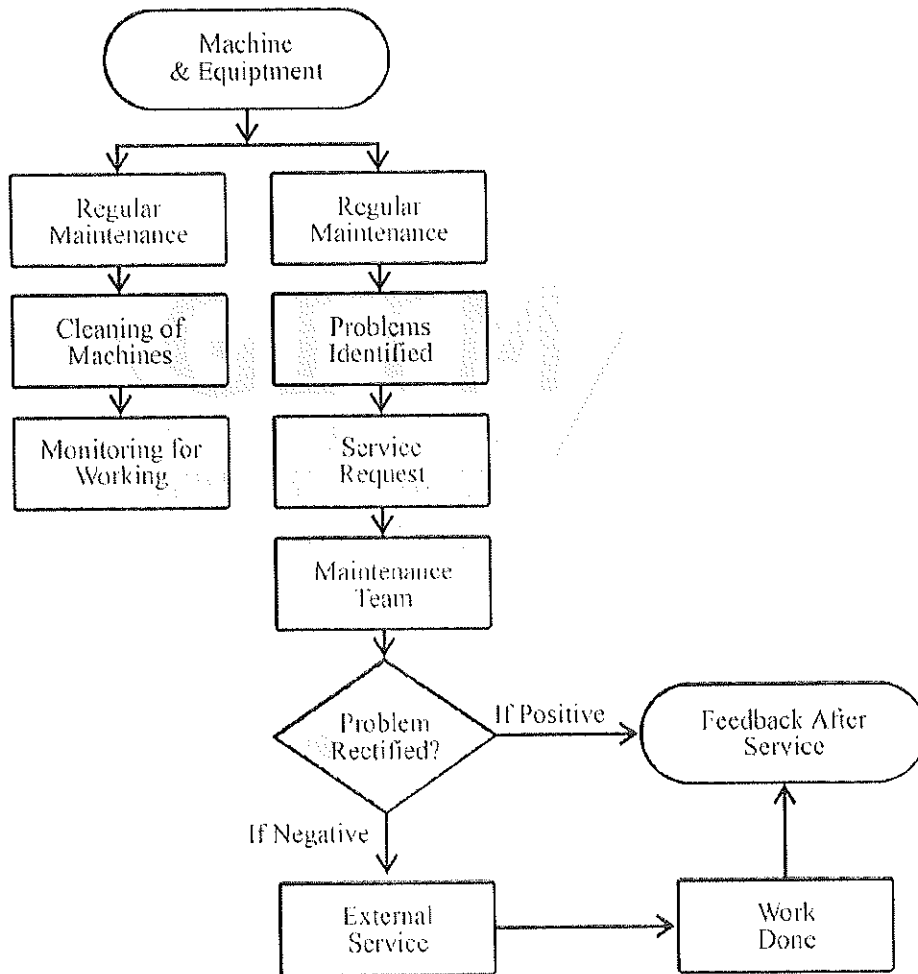 Machine
& Equiptment
Regular
Maintenance
Regular
Maintenance
Cleaning of
Machines
Problems
Identified
Monitoring for
Working
Service
Request
Maintenance
Team
Problem
Rectified?
If Positive
Feedback After
Service
If Negative
External
Service
Work
Done